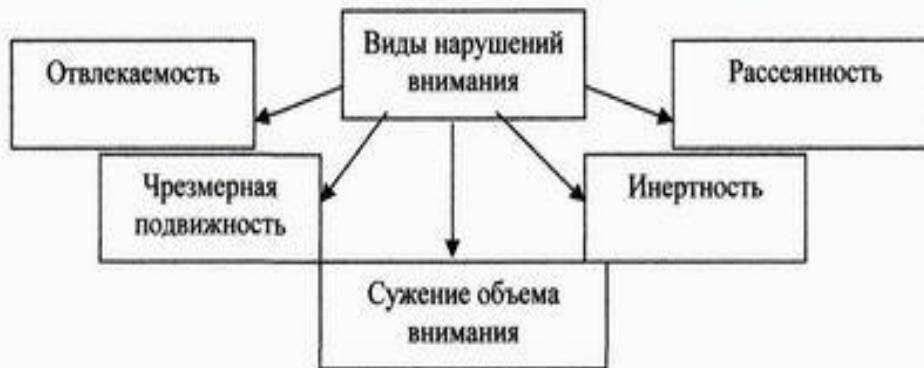 Виды нарушений
внимания
Отвлекаемость
Рассеянность
Чрезмерная
подвижность
Инертность
Сужение объема
внимания